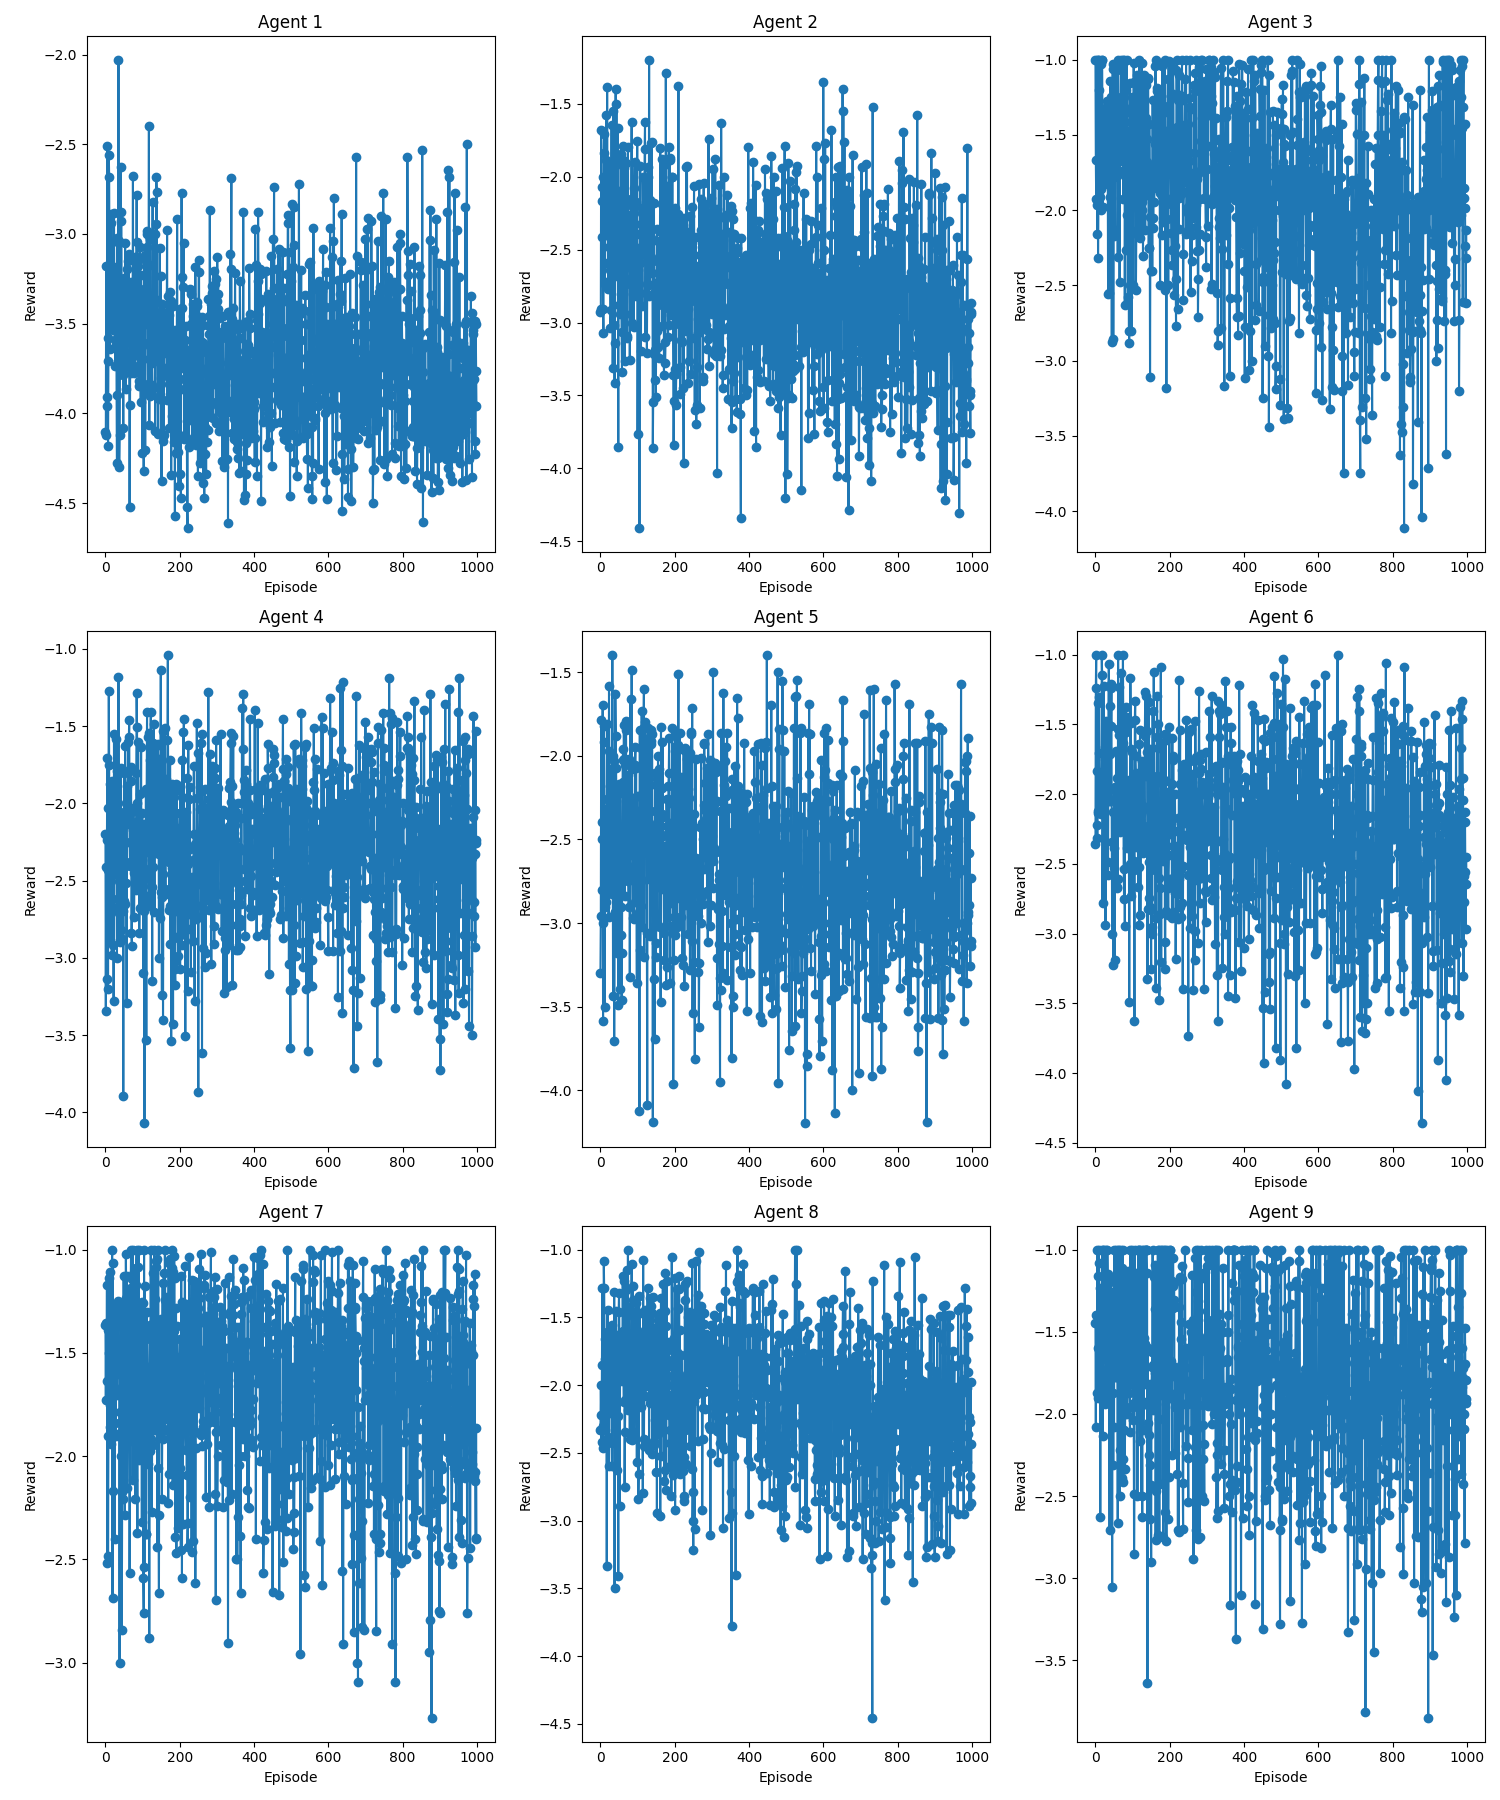 Agent 1 Agent 2 Agent 3
Reward −2.0 −2.5 −3.0 −3.5 −4.0 −4.5
Reward −1.5 −2.0 −2.5 −3.0 −3.5 −4.0 −4.5
Reward −1.0 −1.5 −2.0 −2.5 −3.0 −3.5 −4.0
0 200 400 600 800 1000 0 200 400 600 800 1000 0 200 400 600 800 1000
Episode Episode Episode
Agent 4 Agent 5 Agent 6
Reward −1.0 −1.5 −2.0 −2.5 −3.0 −3.5 −4.0
Reward −1.5 −2.0 −2.5 −3.0 −3.5 −4.0
Reward −1.0 −1.5 −2.0 −2.5 −3.0 −3.5 −4.0 −4.5
0 200 400 600 800 1000 0 200 400 600 800 1000 0 200 400 600 800 1000
Episode Episode Episode
Agent 7 Agent 8 Agent 9
Reward −1.0 −1.5 −2.0 −2.5 −3.0
Reward −1.0 −1.5 −2.0 −2.5 −3.0 −3.5 −4.0 −4.5
Reward −1.0 −1.5 −2.0 −2.5 −3.0 −3.5
0 200 400 600 800 1000 0 200 400 600 800 1000 0 200 400 600 800 1000
Episode Episode Episode